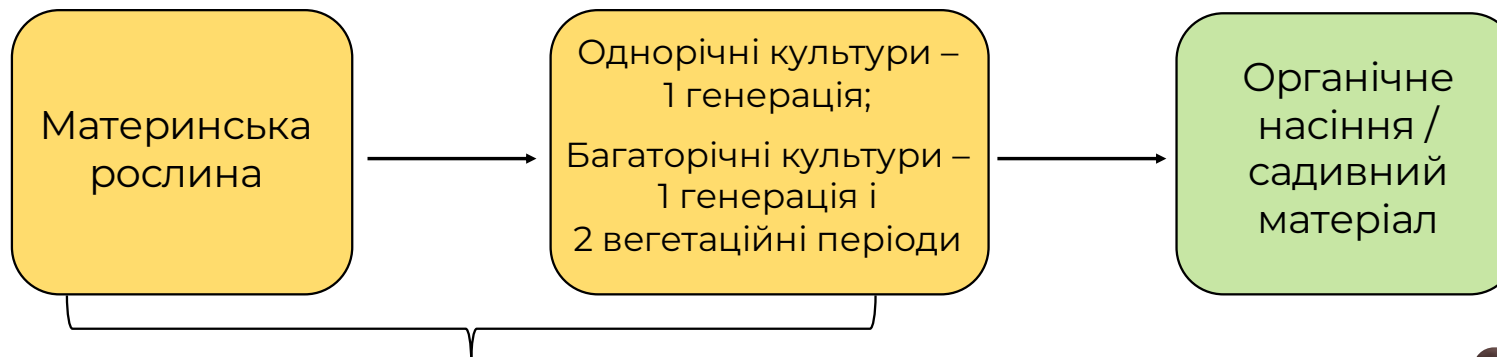 Материнська
рослина
Однорічні культури –
1 генерація;
Багаторічні культури –
1 генерація і
2 вегетаційні періоди
Органічне
насіння /
садивний
матеріал